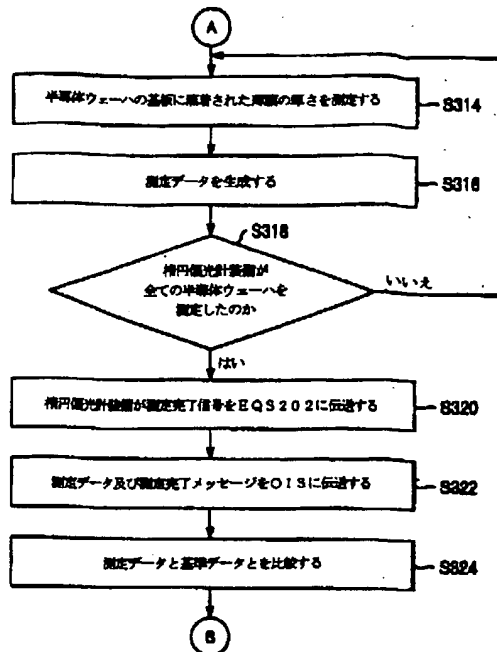 A
半導体ウェーハの基板に蒸着された薄膜の厚さを測定する
S314
測定データを生成する
S316
S318
楕円偏光計装備が
全ての半導体ウェーハを
測定したのか
いいえ
はい
楕円偏光計装備が測定完了信号をEQS202に伝送する
S320
測定データ及び測定完了メッセージをOISに伝送する
S322
測定データと基準データとを比較する
S324
B